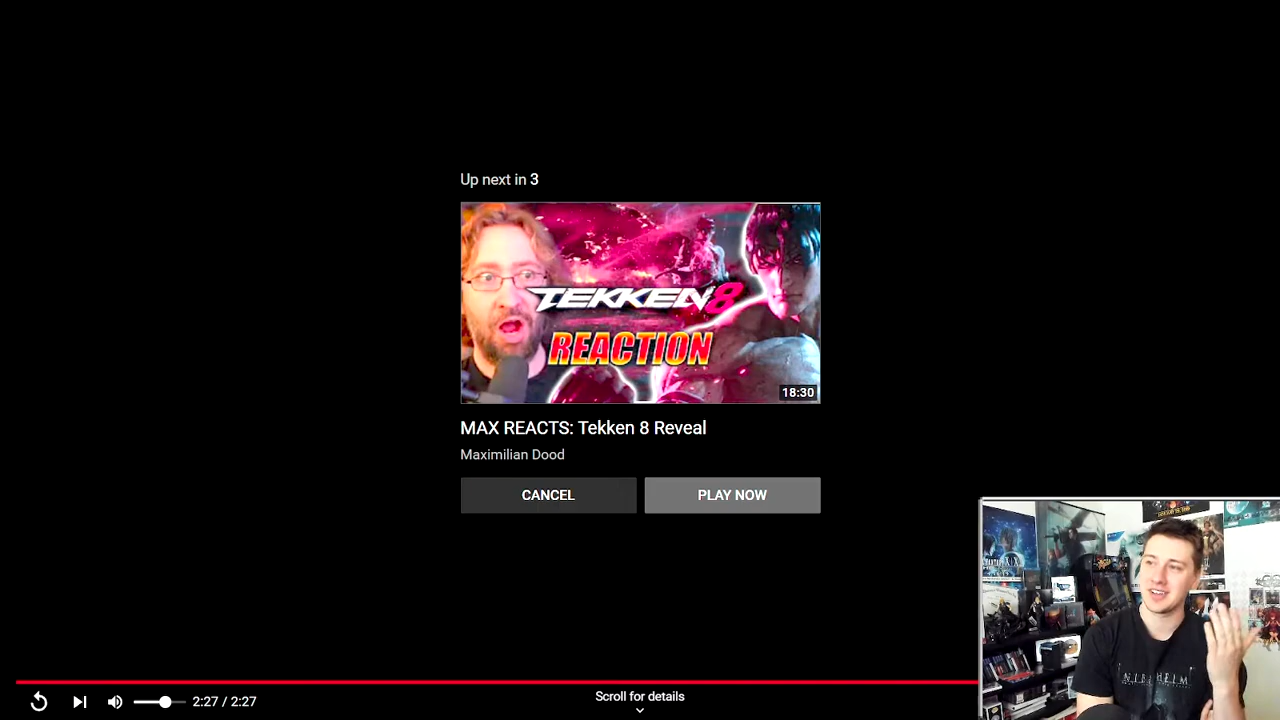 Up next in 3
TEKKEN 8
REACTION
18:30
MAX REACTS: Tekken 8 Reveal
Maximilian Dood
CANCEL
PLAY NOW
NIBELHEIM
Scroll for details
2:27 / 2:27